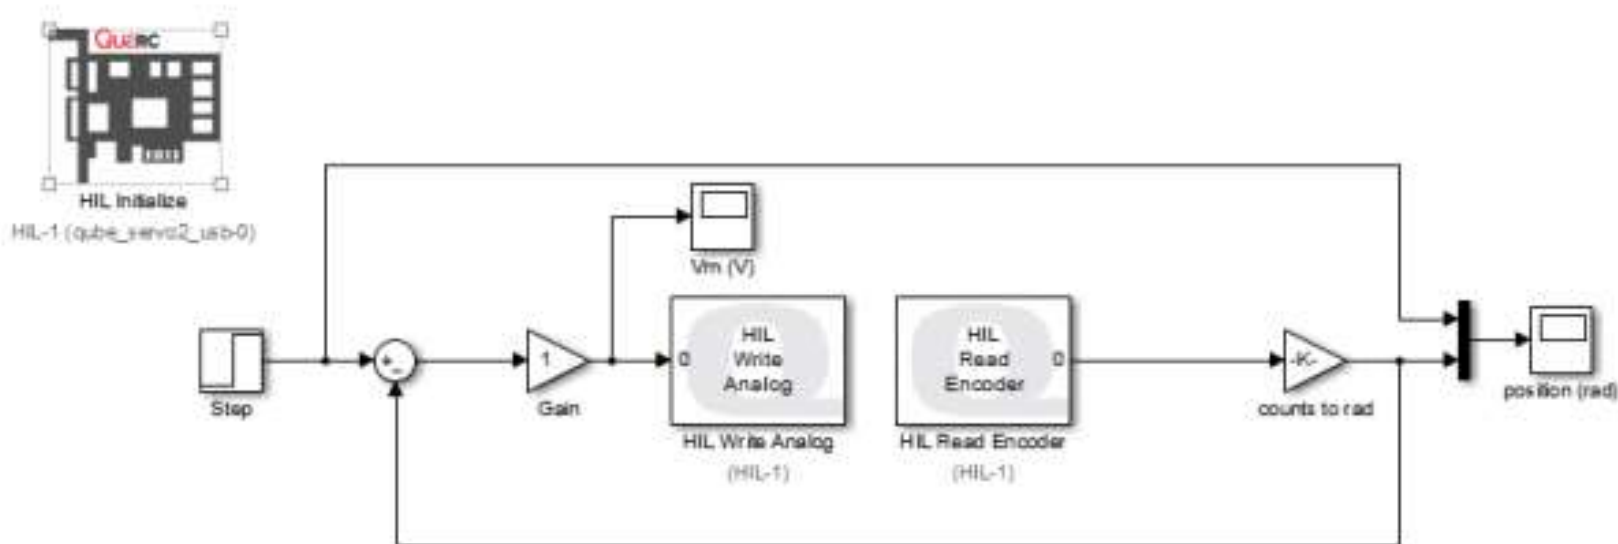 QuaRC
HIL Initialize
HIL-1 (qube_servo2_usb-0)
Vm (V)
Step
+
-
1
Gain
0
HIL
Write
Analog
HIL Write Analog
(HIL-1)
HIL
Read
Encoder
0
HIL Read Encoder
(HIL-1)
-K-
counts to rad
position (rad)